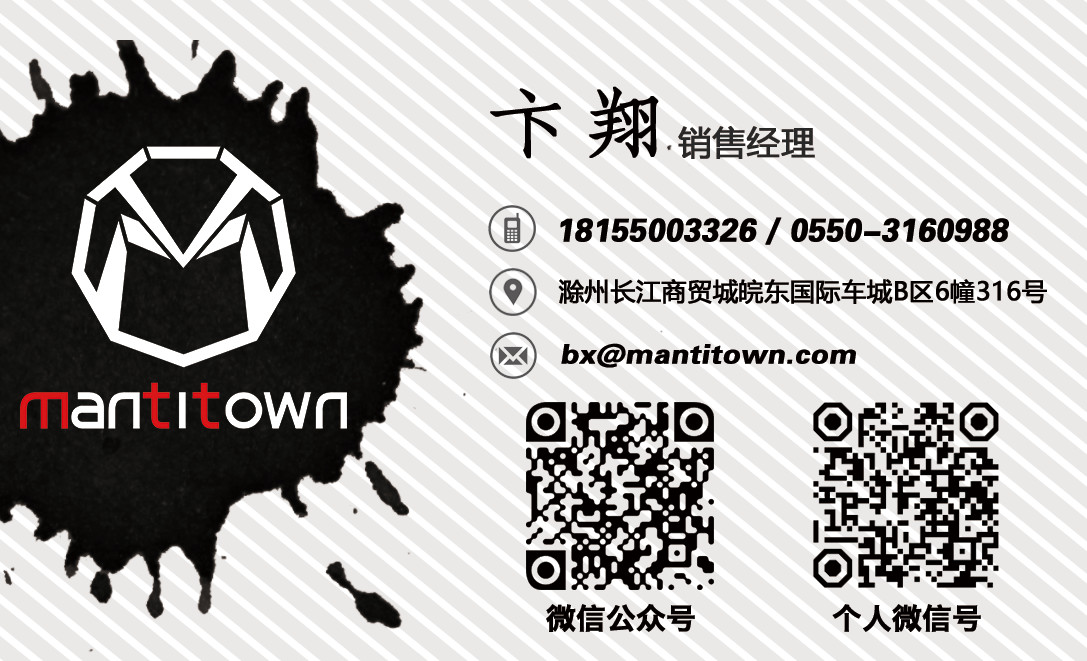 mantitown
卞翔·销售经理
18155003326 / 0550-3160988
滁州长江商贸城皖东国际车城B区6幢316号
bx@mantitown.com
微信公众号
个人微信号